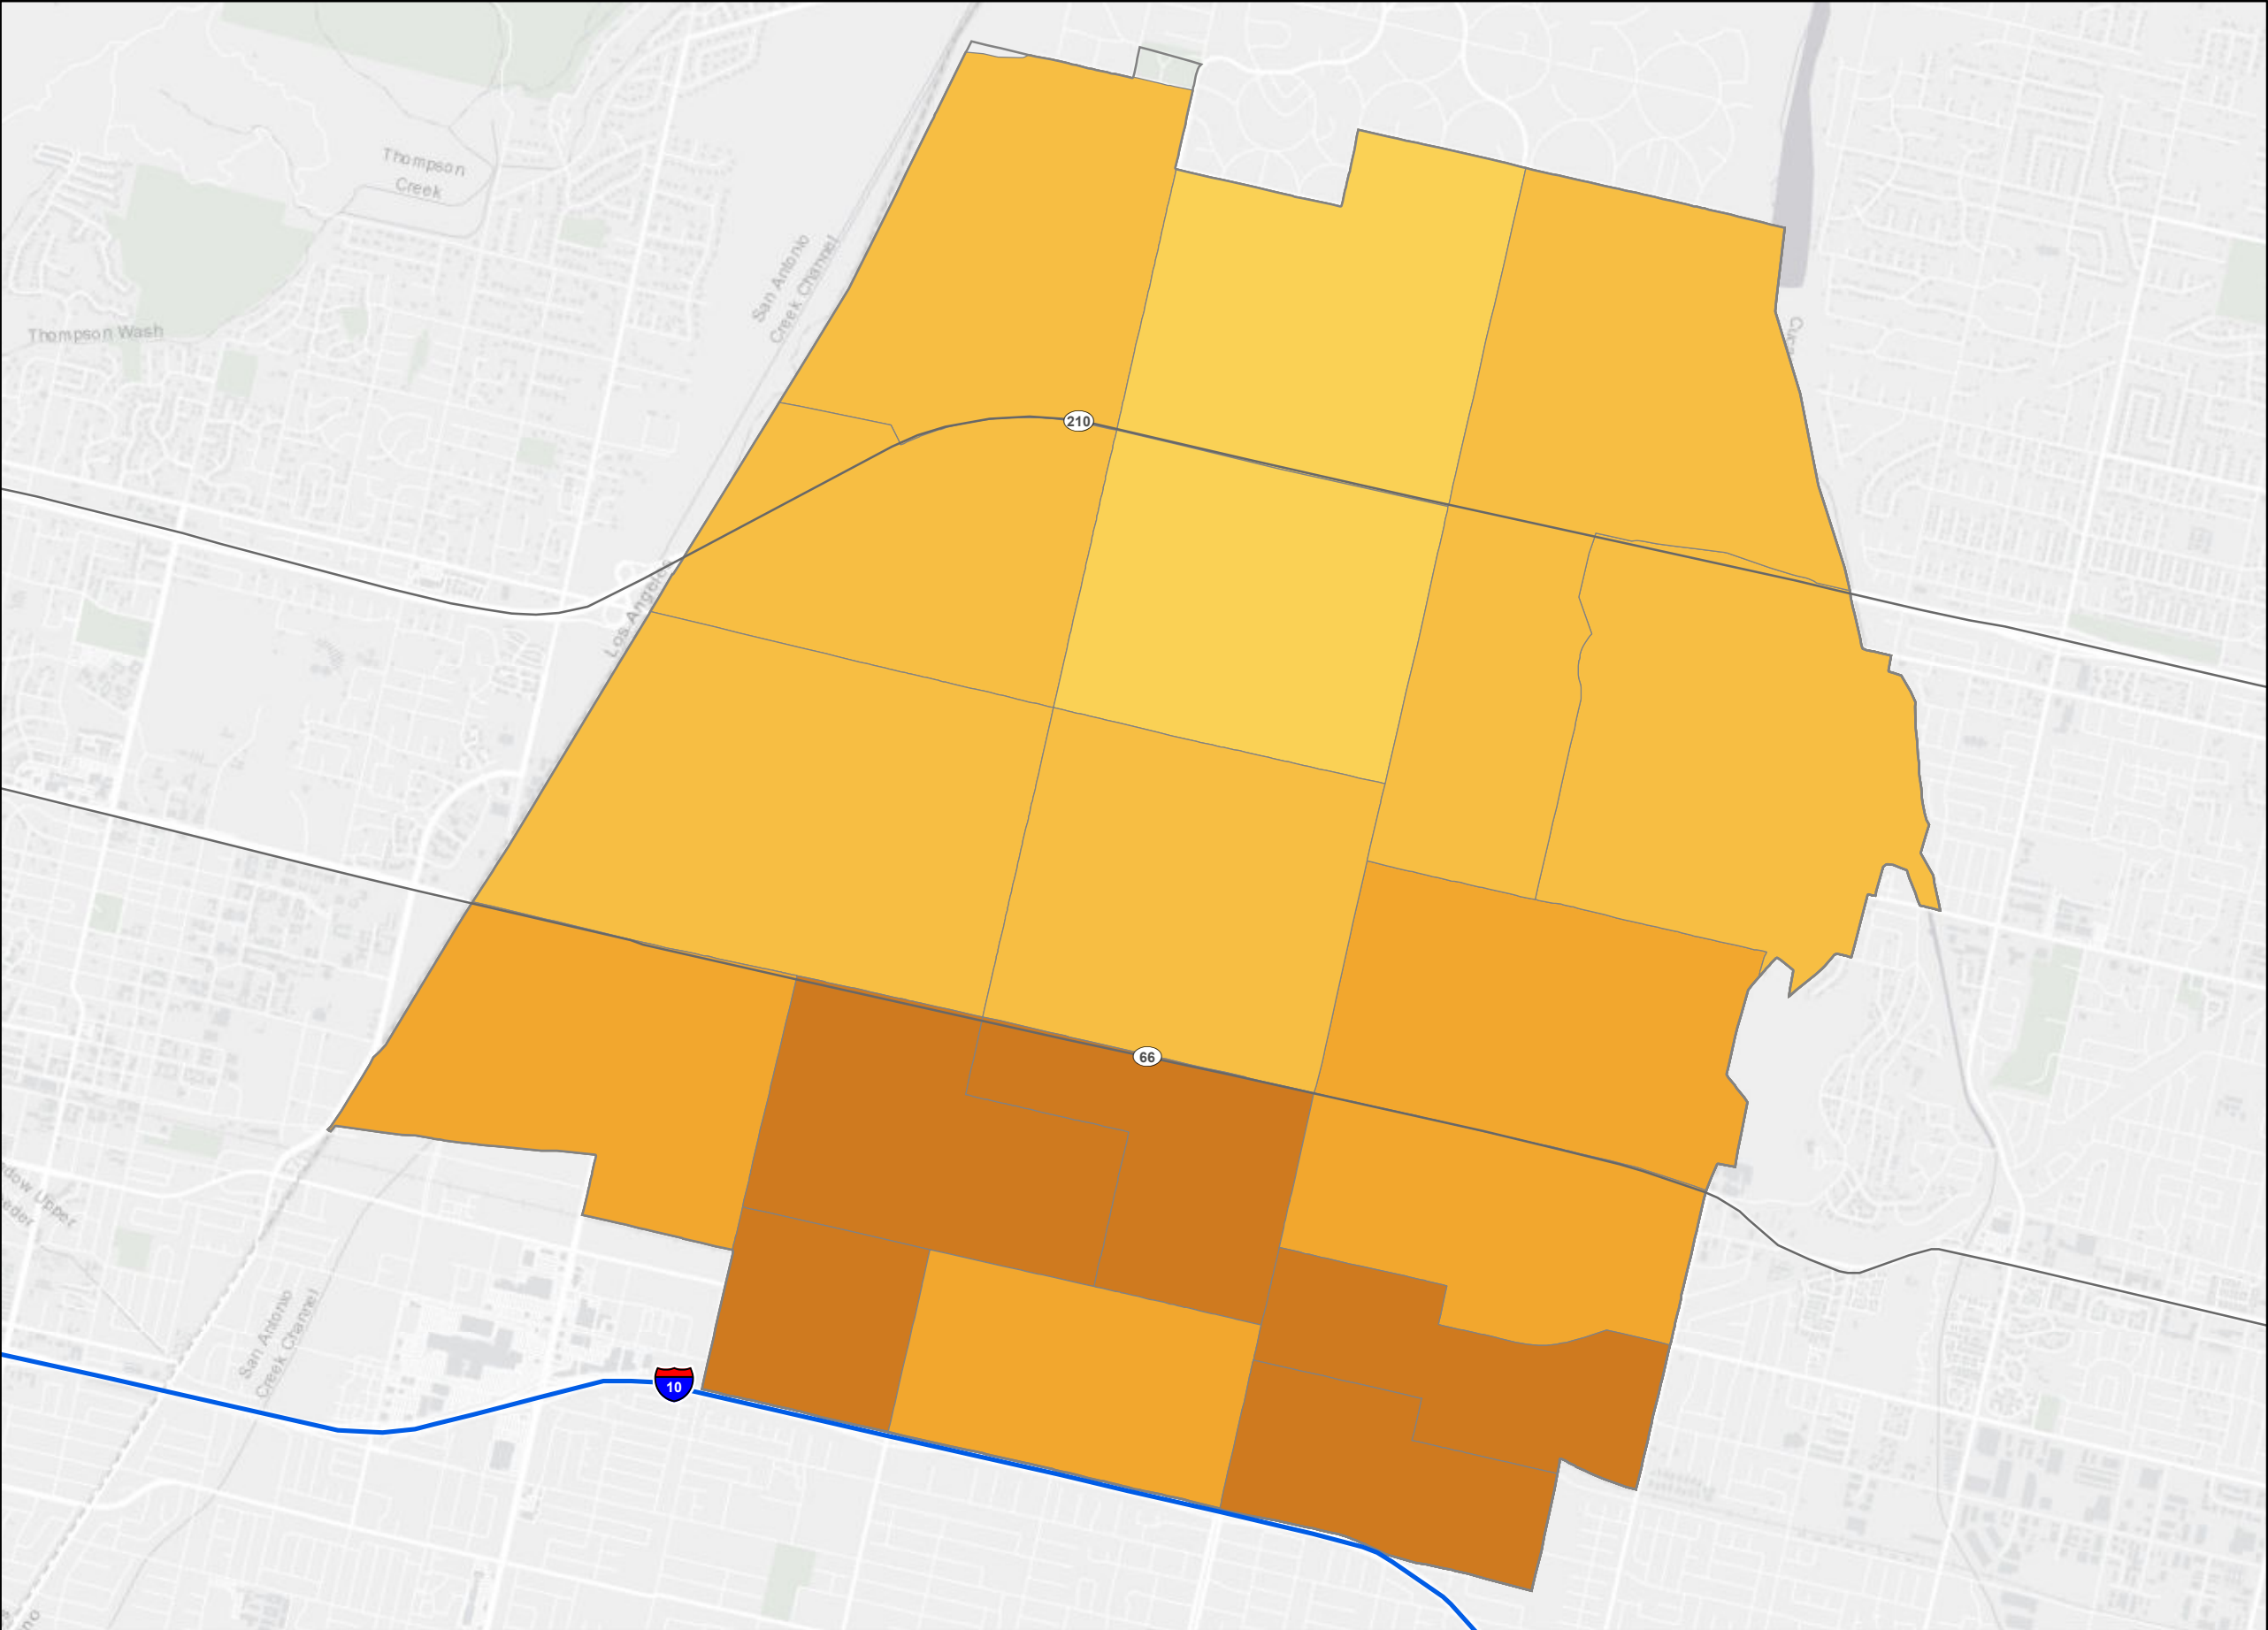 Thompson
Creek
San Antonio
Creek Channel
Thompson Wash
210
Los Angeles
66
San Antonio
Creek Channel
10